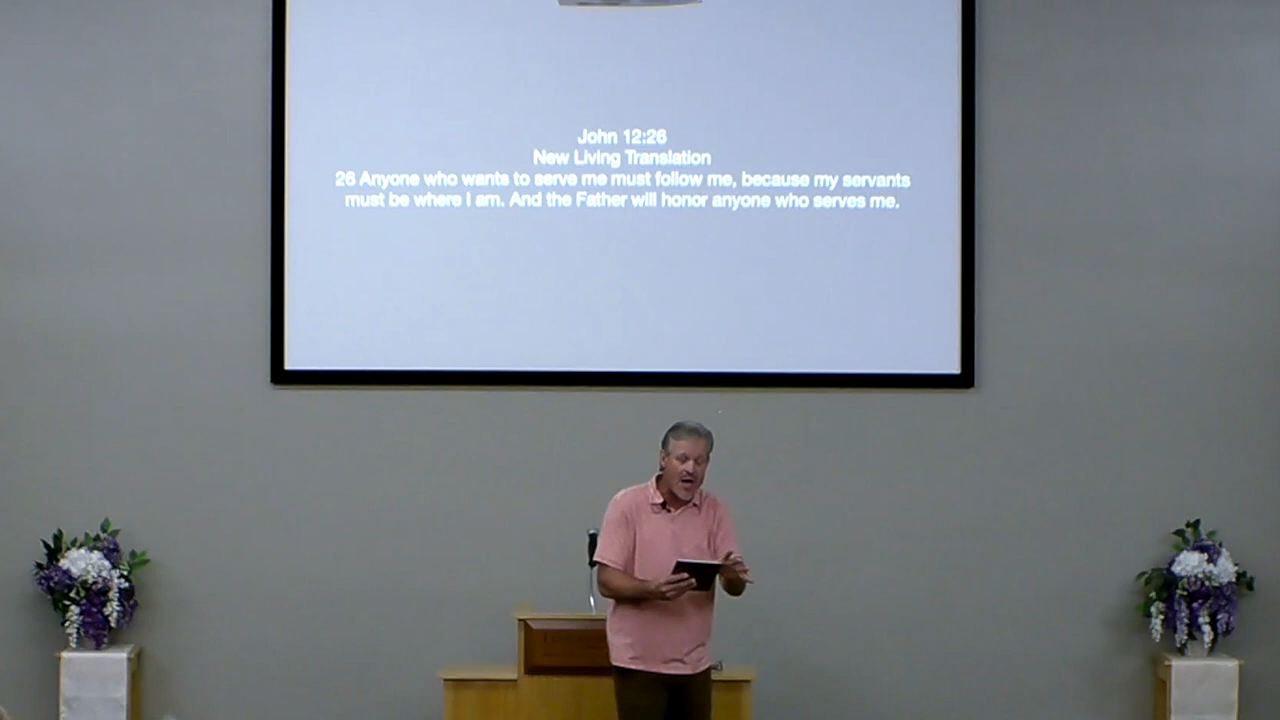 John 12:26
New Living Translation
26 Anyone who wants to serve me must follow me, because my servants
must be where I am. And the Father will honor anyone who serves me.